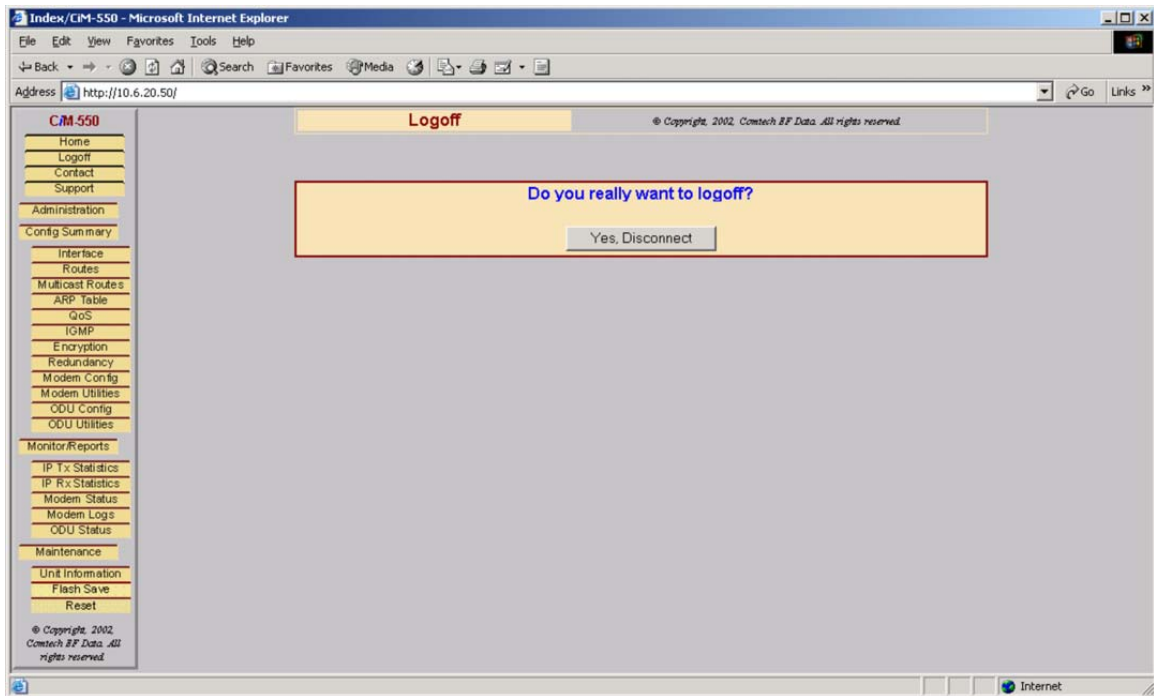 Index/CiM-550 - Microsoft Internet Explorer
File Edit View Favorites Tools Help
Back Search Favorites Media
Address http://10.6.20.50/ Go Links »
CiM-550
Home
Logoff
Contact
Support
Administration
Config Summary
Interface
Routes
Multicast Routes
ARP Table
QoS
IGMP
Encryption
Redundancy
Modem Config
Modem Utilities
ODU Config
ODU Utilities
Monitor/Reports
IP Tx Statistics
IP Rx Statistics
Modem Status
Modem Logs
ODU Status
Maintenance
Unit Information
Flash Save
Reset
© Copyright, 2002,
Comtech EF Data. All
rights reserved.
Logoff
© Copyright, 2002, Comtech EF Data. All rights reserved.
Do you really want to logoff?
Yes, Disconnect
Internet